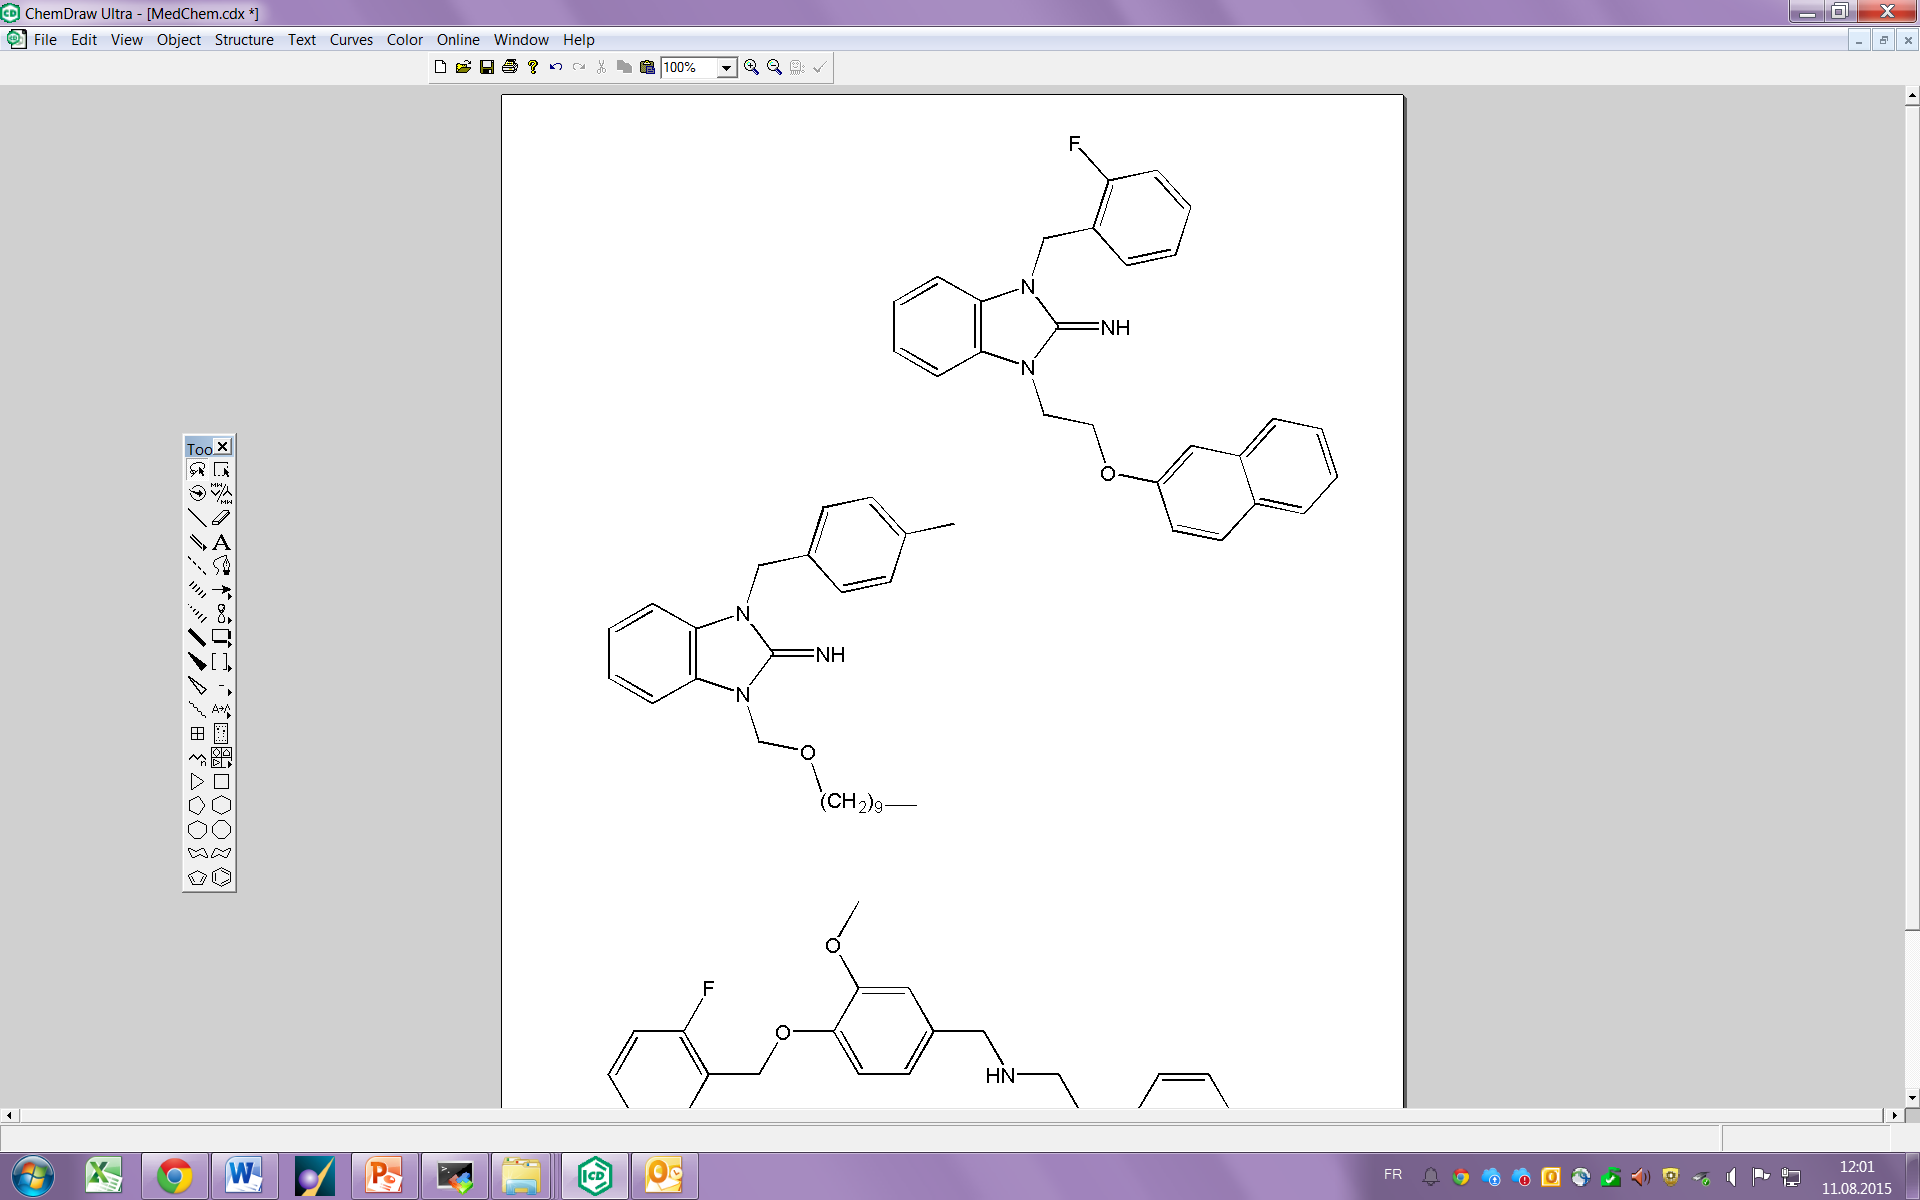 ChemDraw Ultra - [MedChem.cdx *]
File Edit View Object Structure Text Curves Color Online Window Help
100%
F
N
NH
N
O
Too
N
NH
N
O
(CH2)9
O
F
O
HN
FR
12:01
11.08.2015